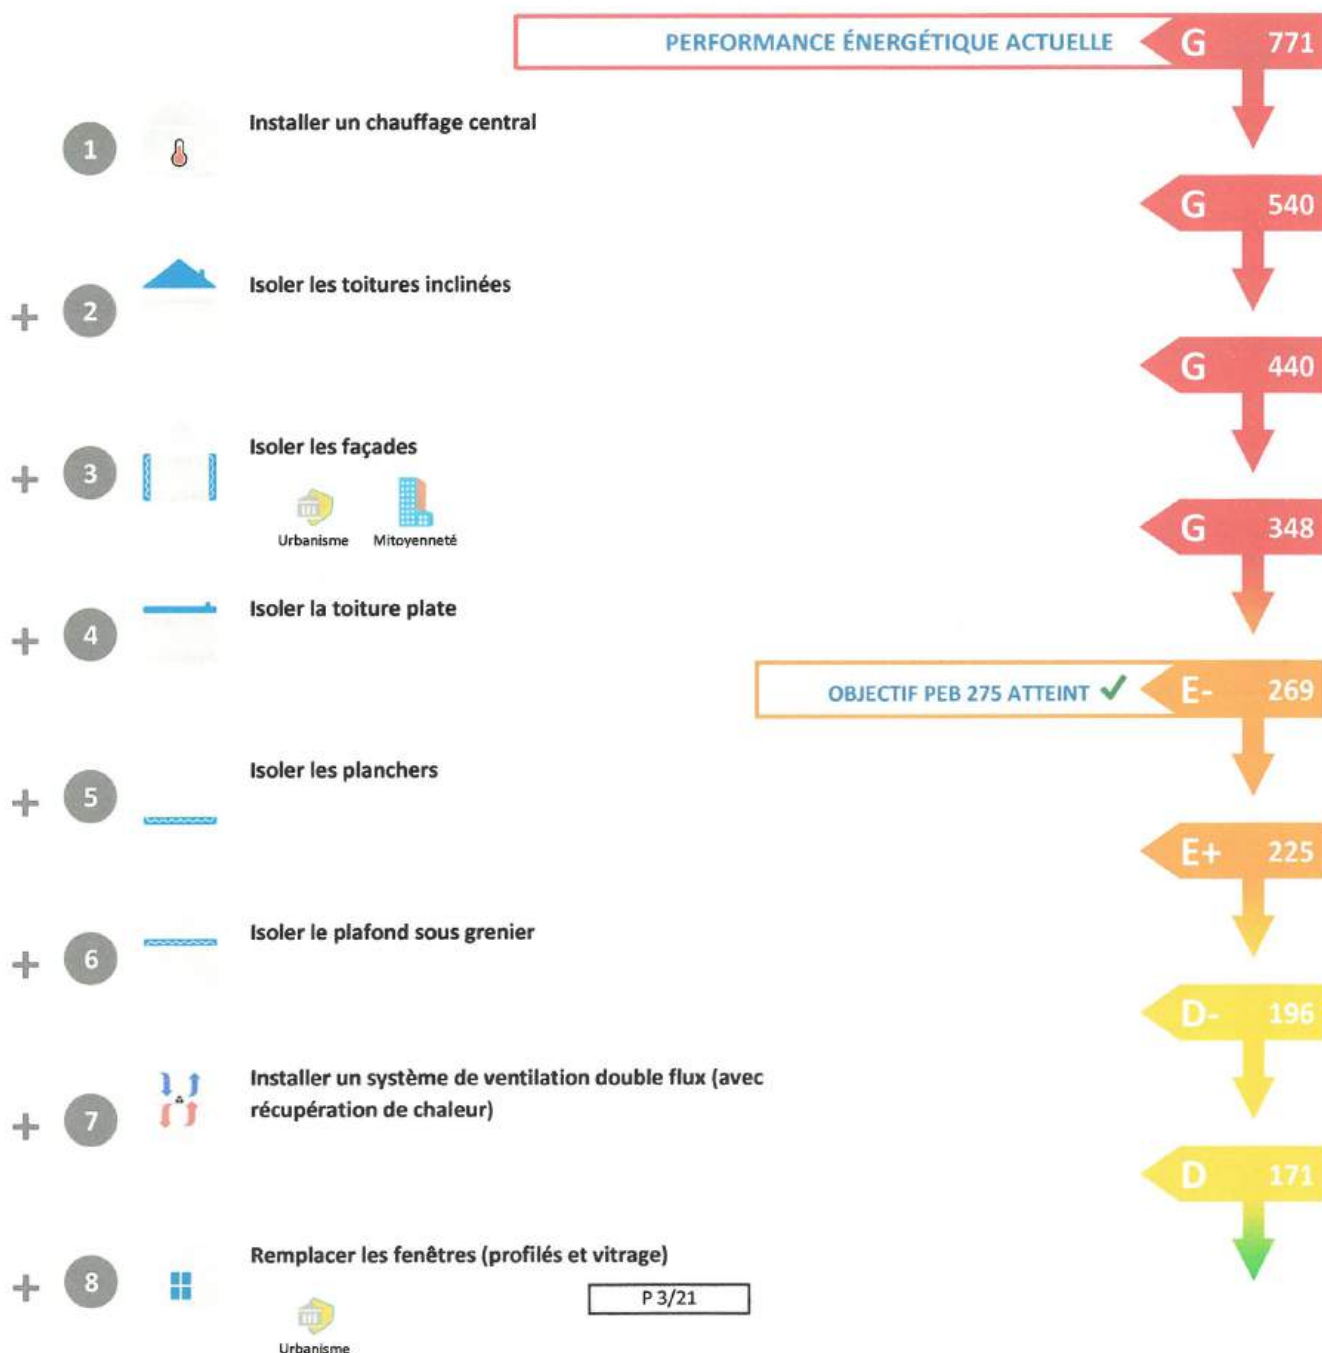 PERFORMANCE ÉNERGÉTIQUE ACTUELLE G 771
1 Installer un chauffage central
G 540
+ 2 Isoler les toitures inclinées
G 440
+ 3 Isoler les façades
Urbanisme Mitoyenneté
G 348
+ 4 Isoler la toiture plate
OBJECTIF PEB 275 ATTEINT ✓ E- 269
+ 5 Isoler les planchers
E+ 225
+ 6 Isoler le plafond sous grenier
D- 196
+ 7 Installer un système de ventilation double flux (avec
récupération de chaleur)
D 171
+ 8 Remplacer les fenêtres (profilés et vitrage)
P 3/21
Urbanisme